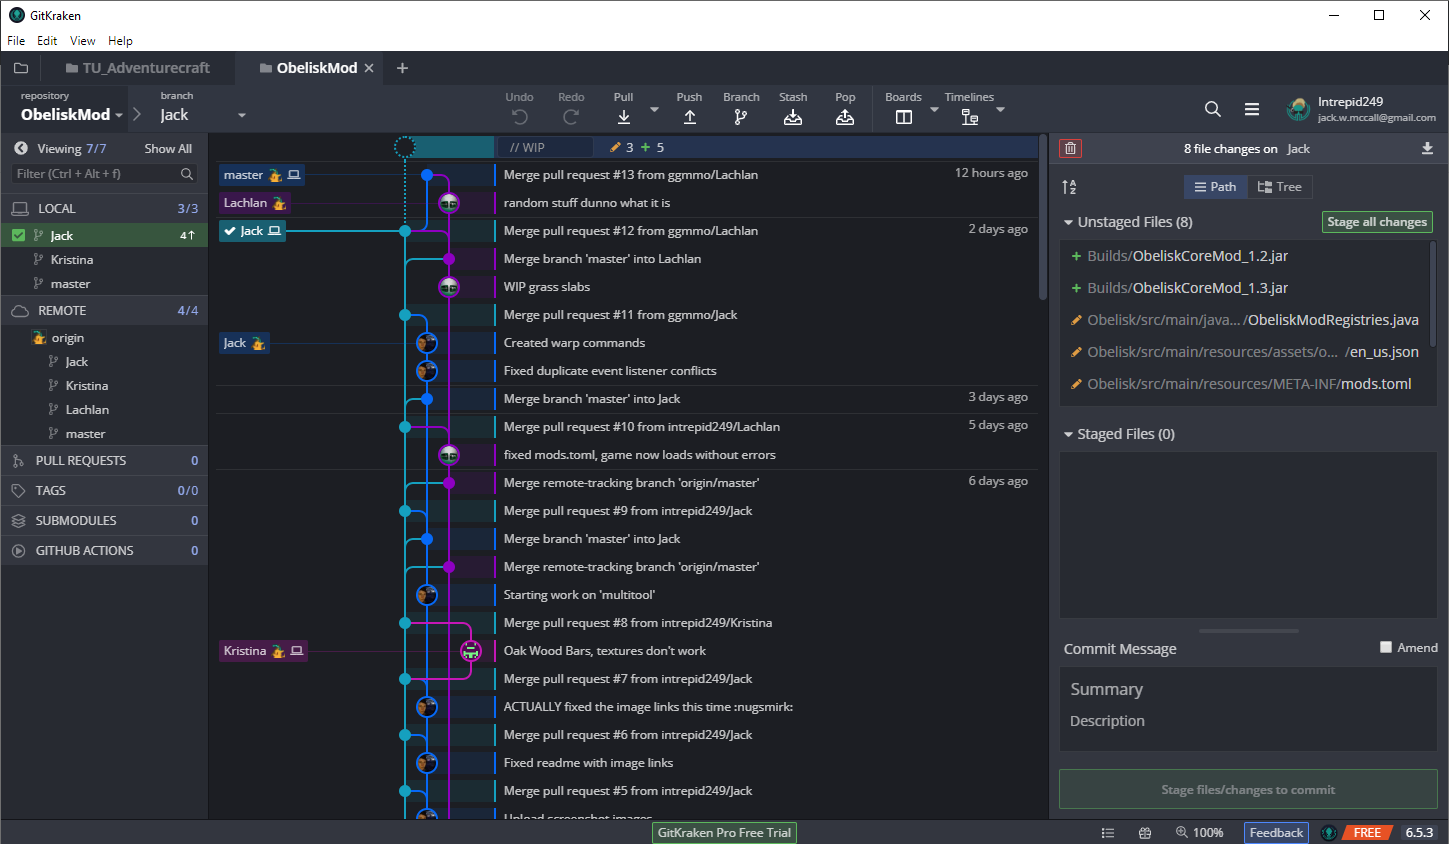 GitKraken
File Edit View Help
TU_Adventurecraft
ObeliskMod
repository
ObeliskMod
branch
Jack
Undo
Redo
Pull
Push
Branch
Stash
Pop
Boards
Timelines
Intrepid249
jack.w.mccall@gmail.com
Viewing 7/7
Show All
Filter (Ctrl + Alt + f)
LOCAL 3/3
Jack 4↑
Kristina
master
REMOTE 4/4
origin
Jack
Kristina
Lachlan
master
PULL REQUESTS 0
TAGS 0/0
SUBMODULES 0
GITHUB ACTIONS 0
// WIP 3 + 5
master Merge pull request #13 from ggmmo/Lachlan 12 hours ago
Lachlan random stuff dunno what it is
Jack Merge pull request #12 from ggmmo/Lachlan 2 days ago
Merge branch 'master' into Lachlan
WIP grass slabs
Merge pull request #11 from ggmmo/Jack
Jack Created warp commands
Fixed duplicate event listener conflicts
Merge branch 'master' into Jack 3 days ago
Merge pull request #10 from intrepid249/Lachlan 5 days ago
fixed mods.toml, game now loads without errors
Merge remote-tracking branch 'origin/master' 6 days ago
Merge pull request #9 from intrepid249/Jack
Merge branch 'master' into Jack
Merge remote-tracking branch 'origin/master'
Starting work on 'multitool'
Merge pull request #8 from intrepid249/Kristina
Kristina Oak Wood Bars, textures don't work
Merge pull request #7 from intrepid249/Jack
ACTUALLY fixed the image links this time :nugsmirk:
Merge pull request #6 from intrepid249/Jack
Fixed readme with image links
Merge pull request #5 from intrepid249/Jack
Upload screenshot images
8 file changes on Jack
Path
Tree
Unstaged Files (8)
Stage all changes
+ Builds/ObeliskCoreMod_1.2.jar
+ Builds/ObeliskCoreMod_1.3.jar
Obelisk/src/main/java... /ObeliskModRegistries.java
Obelisk/src/main/resources/assets/o... /en_us.json
Obelisk/src/main/resources/META-INF/mods.toml
Staged Files (0)
Commit Message
Amend
Summary
Description
Stage files/changes to commit
GitKraken Pro Free Trial
100%
Feedback
FREE
6.5.3